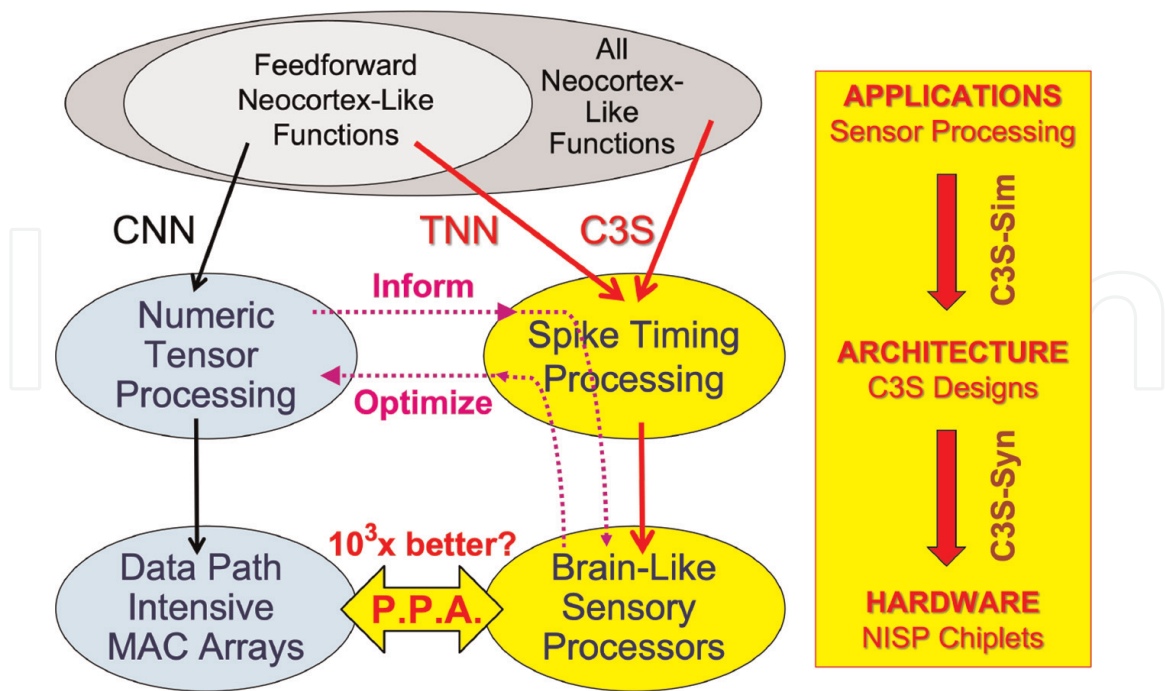 Feedforward
Neocortex-Like
Functions
All
Neocortex-
Like
Functions
CNN
TNN
C3S
Inform
Optimize
Numeric
Tensor
Processing
Spike Timing
Processing
10³x better?
P.P.A.
Data Path
Intensive
MAC Arrays
Brain-Like
Sensory
Processors
APPLICATIONS
Sensor Processing
C3S-Sim
ARCHITECTURE
C3S Designs
C3S-Syn
HARDWARE
NISP Chiplets